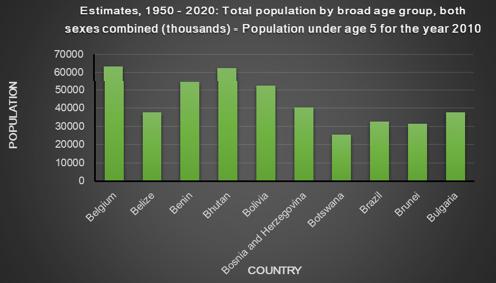 Estimates, 1950 - 2020: Total population by broad age group, both
sexes combined (thousands) = Population under age 5 for the year 2010
70000
60000
50000
40000
30000
20000
10000
0
POPULATION
Belgium
Belize
Benin
Bhutan
Bolivia
Bosnia and Herzegovina
Botswana
Brazil
Brunei
Bulgaria
COUNTRY